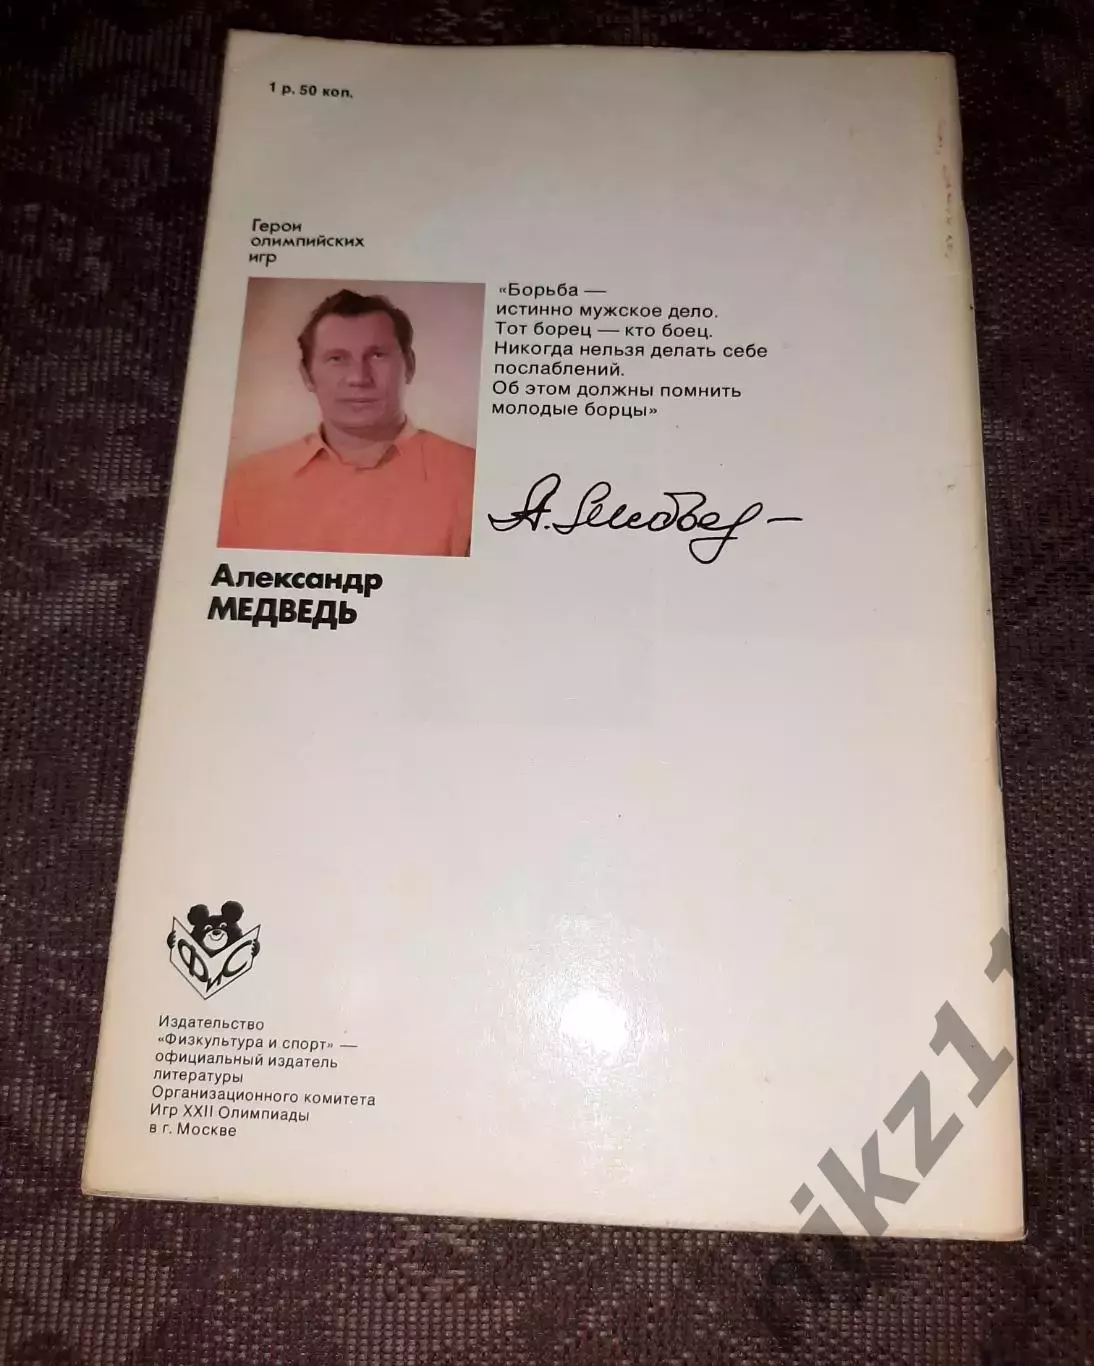 1 р. 50 коп.
Герои
олимпийских
игр
«Борьба —
истинно мужское дело.
Тот борец — кто боец.
Никогда нельзя делать себе
послаблений.
Об этом должны помнить
молодые борцы»
А. Медведь
Александр
МЕДВЕДЬ
ФиС
Издательство
«Физкультура и спорт» —
официальный издатель
литературы
Организационного комитета
Игр XXII Олимпиады
в г. Москве